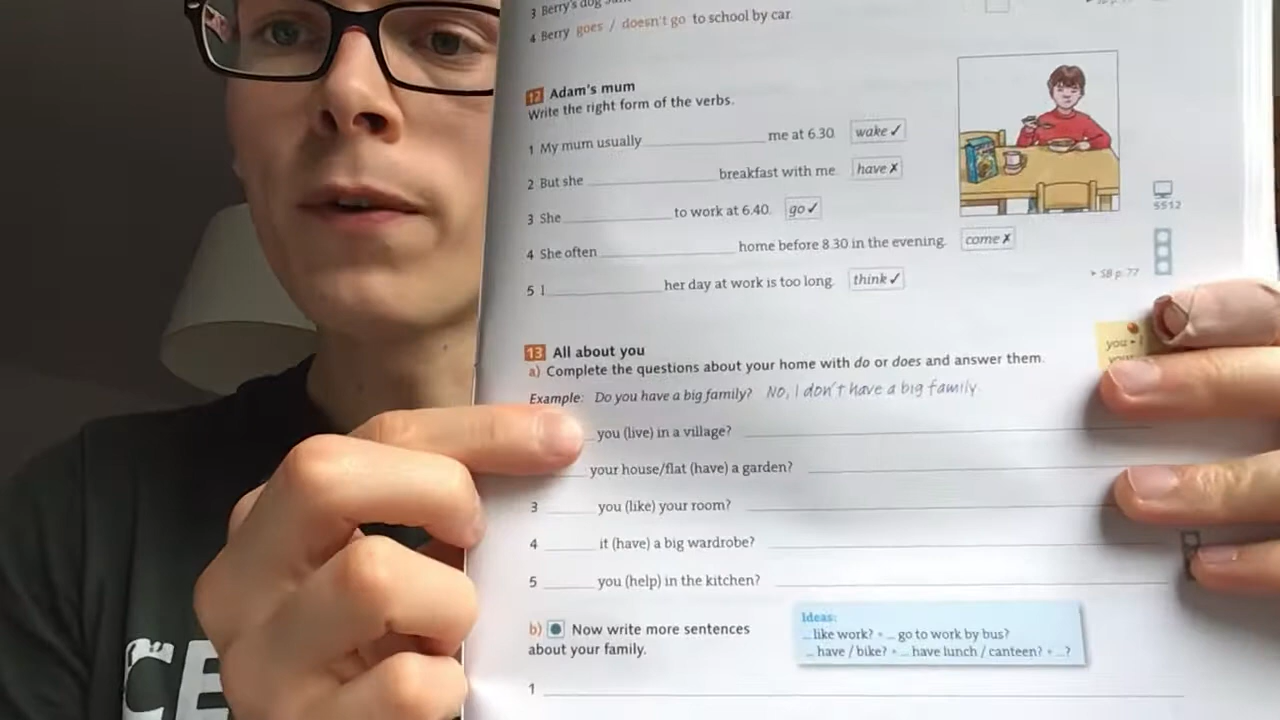 3 Berry's dog
4 Berry goes / doesn't go to school by car
12 Adam's mum
Write the right form of the verbs.
1 My mum usually me at 6.30. wake ✓
2 But she breakfast with me. have ✗
3 She to work at 6.40. go ✓
4 She often home before 8.30 in the evening. come ✗
5 I her day at work is too long. think ✓
5512
▸ SB p. 77
13 All about you
a) Complete the questions about your home with do or does and answer them.
you
Example: Do you have a big family? No, I don't have a big family.
you (live) in a village?
your house/flat (have) a garden?
3 you (like) your room?
4 it (have) a big wardrobe?
5 you (help) in the kitchen?
b) Now write more sentences
about your family.
Ideas:
... like work? • ... go to work by bus?
... have / bike? • ... have lunch / canteen? • ...?
1
CE